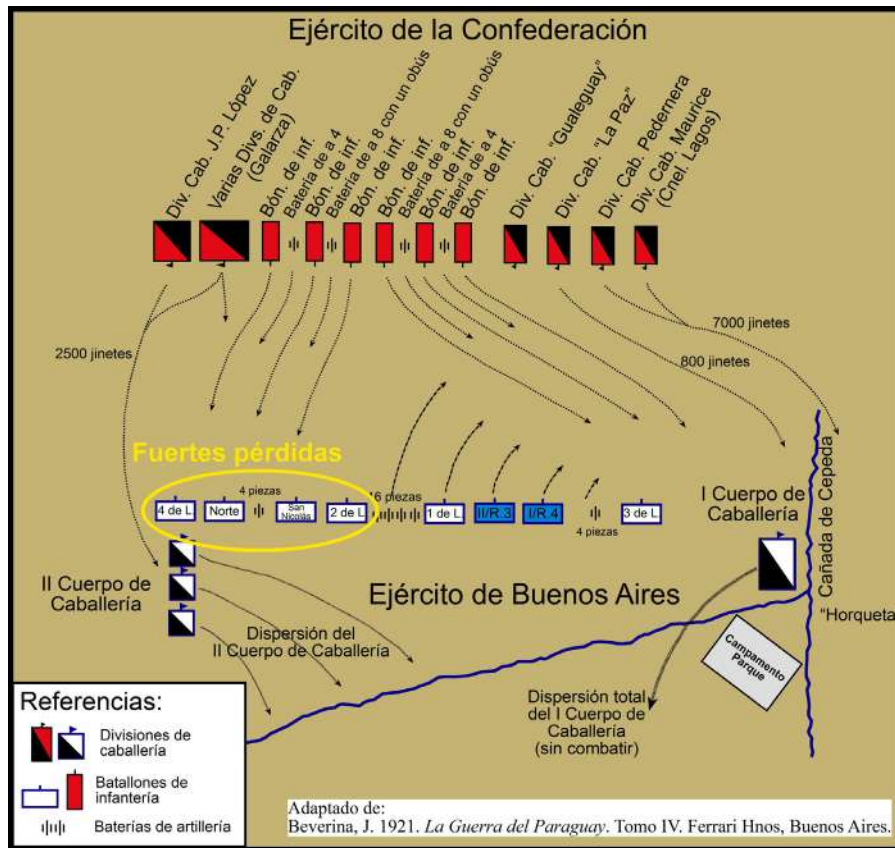 Ejército de la Confederación
Div. Cab. J.P. López
Varias Divs. de Cab.
(Galarza)
Bón. de inf.
Batería de a 4
Bón. de inf.
Batería de a 8 con un obús
Bón. de inf.
Bón. de inf.
Batería de a 8 con un obús
Bón. de inf.
Batería de a 4
Bón. de inf.
Div. Cab. "Gualeguay"
Div. Cab. "La Paz"
Div. Cab. Pedernera
Div. Cab. Maurice
(Cnel. Lagos)
2500 jinetes
7000 jinetes
800 jinetes
Fuertes pérdidas
4 de L.
Norte
4 piezas
San
Nicolás
2 de L.
16 piezas
1 de L.
II/R.3
I/R.4
4 piezas
3 de L.
I Cuerpo de
Caballería
Cañada de Cepeda
II Cuerpo de
Caballería
Ejército de Buenos Aires
"Horqueta
Dispersión del
II Cuerpo de
Caballería
Campamento
Parque
Dispersión total
del I Cuerpo de
Caballería
(sin combatir)
Referencias:
Divisiones de
caballería
Batallones de
infantería
Baterías de artillería
Adaptado de:
Beverina, J. 1921. La Guerra del Paraguay. Tomo IV. Ferrari Hnos, Buenos Aires.